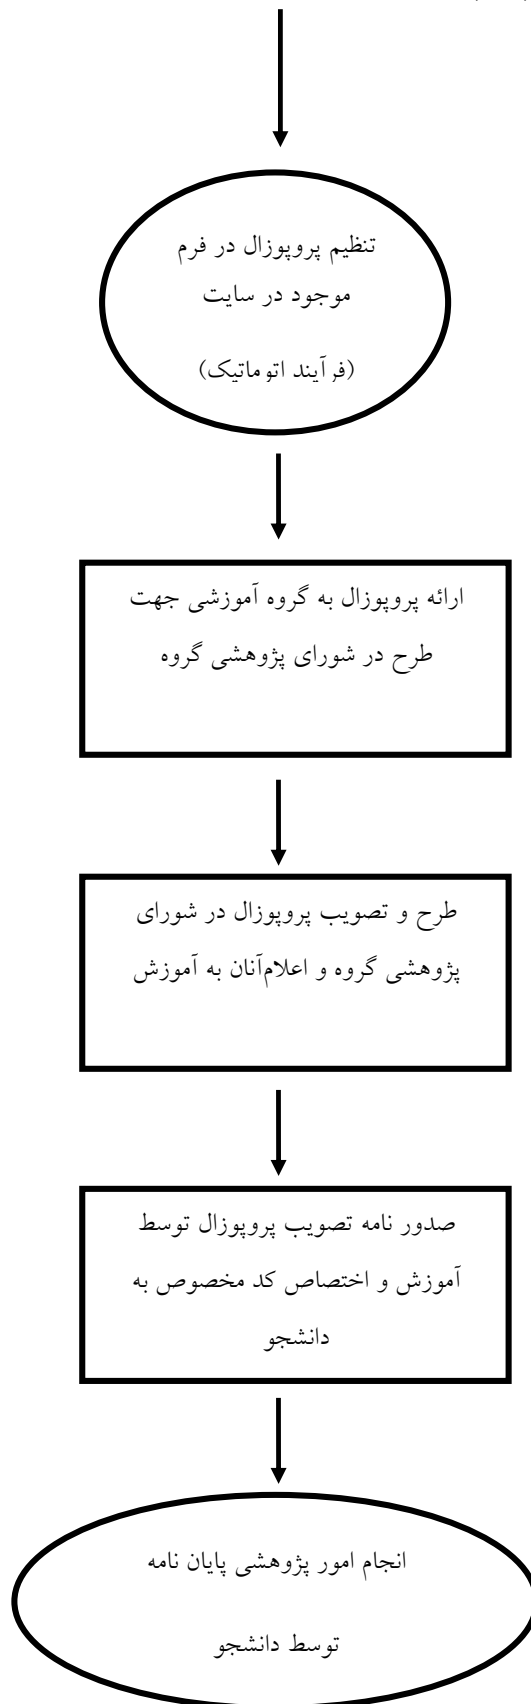 تنظیم پروپوزال در فرم
موجود در سایت
(فرآیند اتوماتیک)
ارائه پروپوزال به گروه آموزشی جهت
طرح در شورای پژوهشی گروه
طرح و تصویب پروپوزال در شورای
پژوهشی گروه و اعلام‌آنان به آموزش
صدور نامه تصویب پروپوزال توسط
آموزش و اختصاص کد مخصوص به
دانشجو
انجام امور پژوهشی پایان نامه
توسط دانشجو